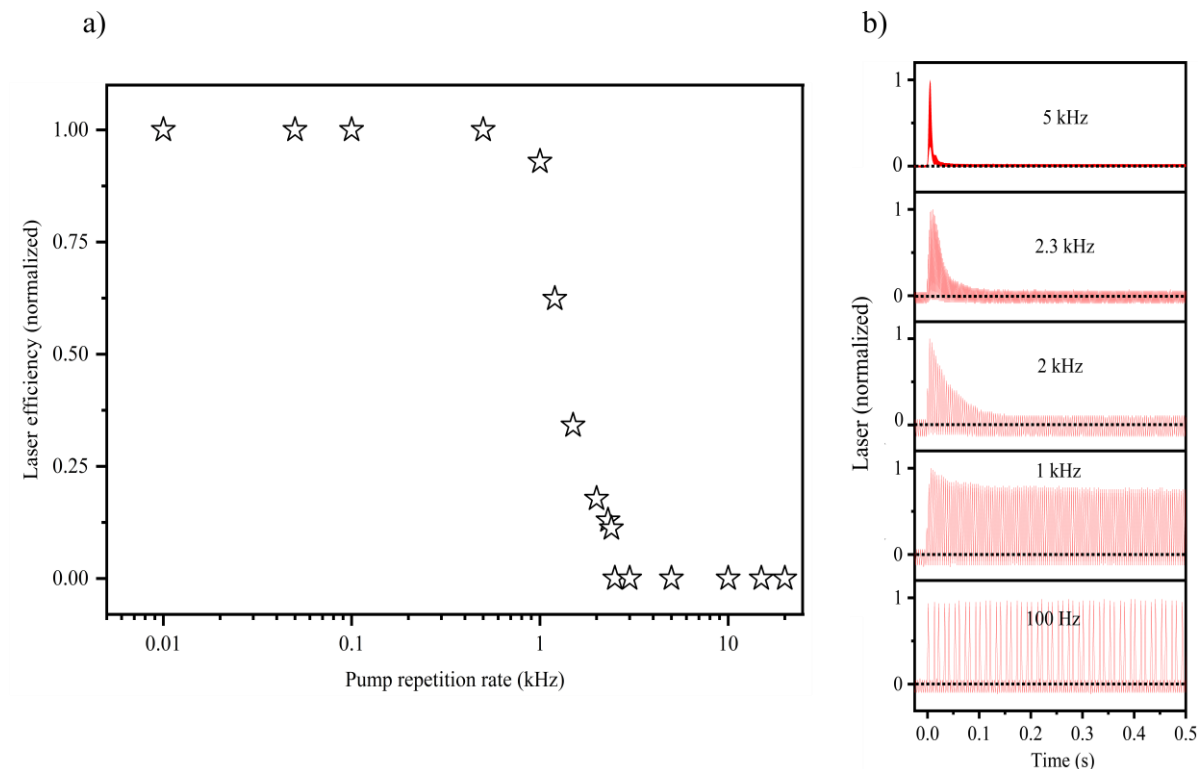 a)
1.00
0.75
0.50
0.25
0.00
Laser efficiency (normalized)
0.01
0.1
1
10
Pump repetition rate (kHz)
b)
Laser (normalized)
1
0
5 kHz
1
0
2.3 kHz
1
0
2 kHz
1
0
1 kHz
1
0
100 Hz
0.0
0.1
0.2
0.3
0.4
0.5
Time (s)